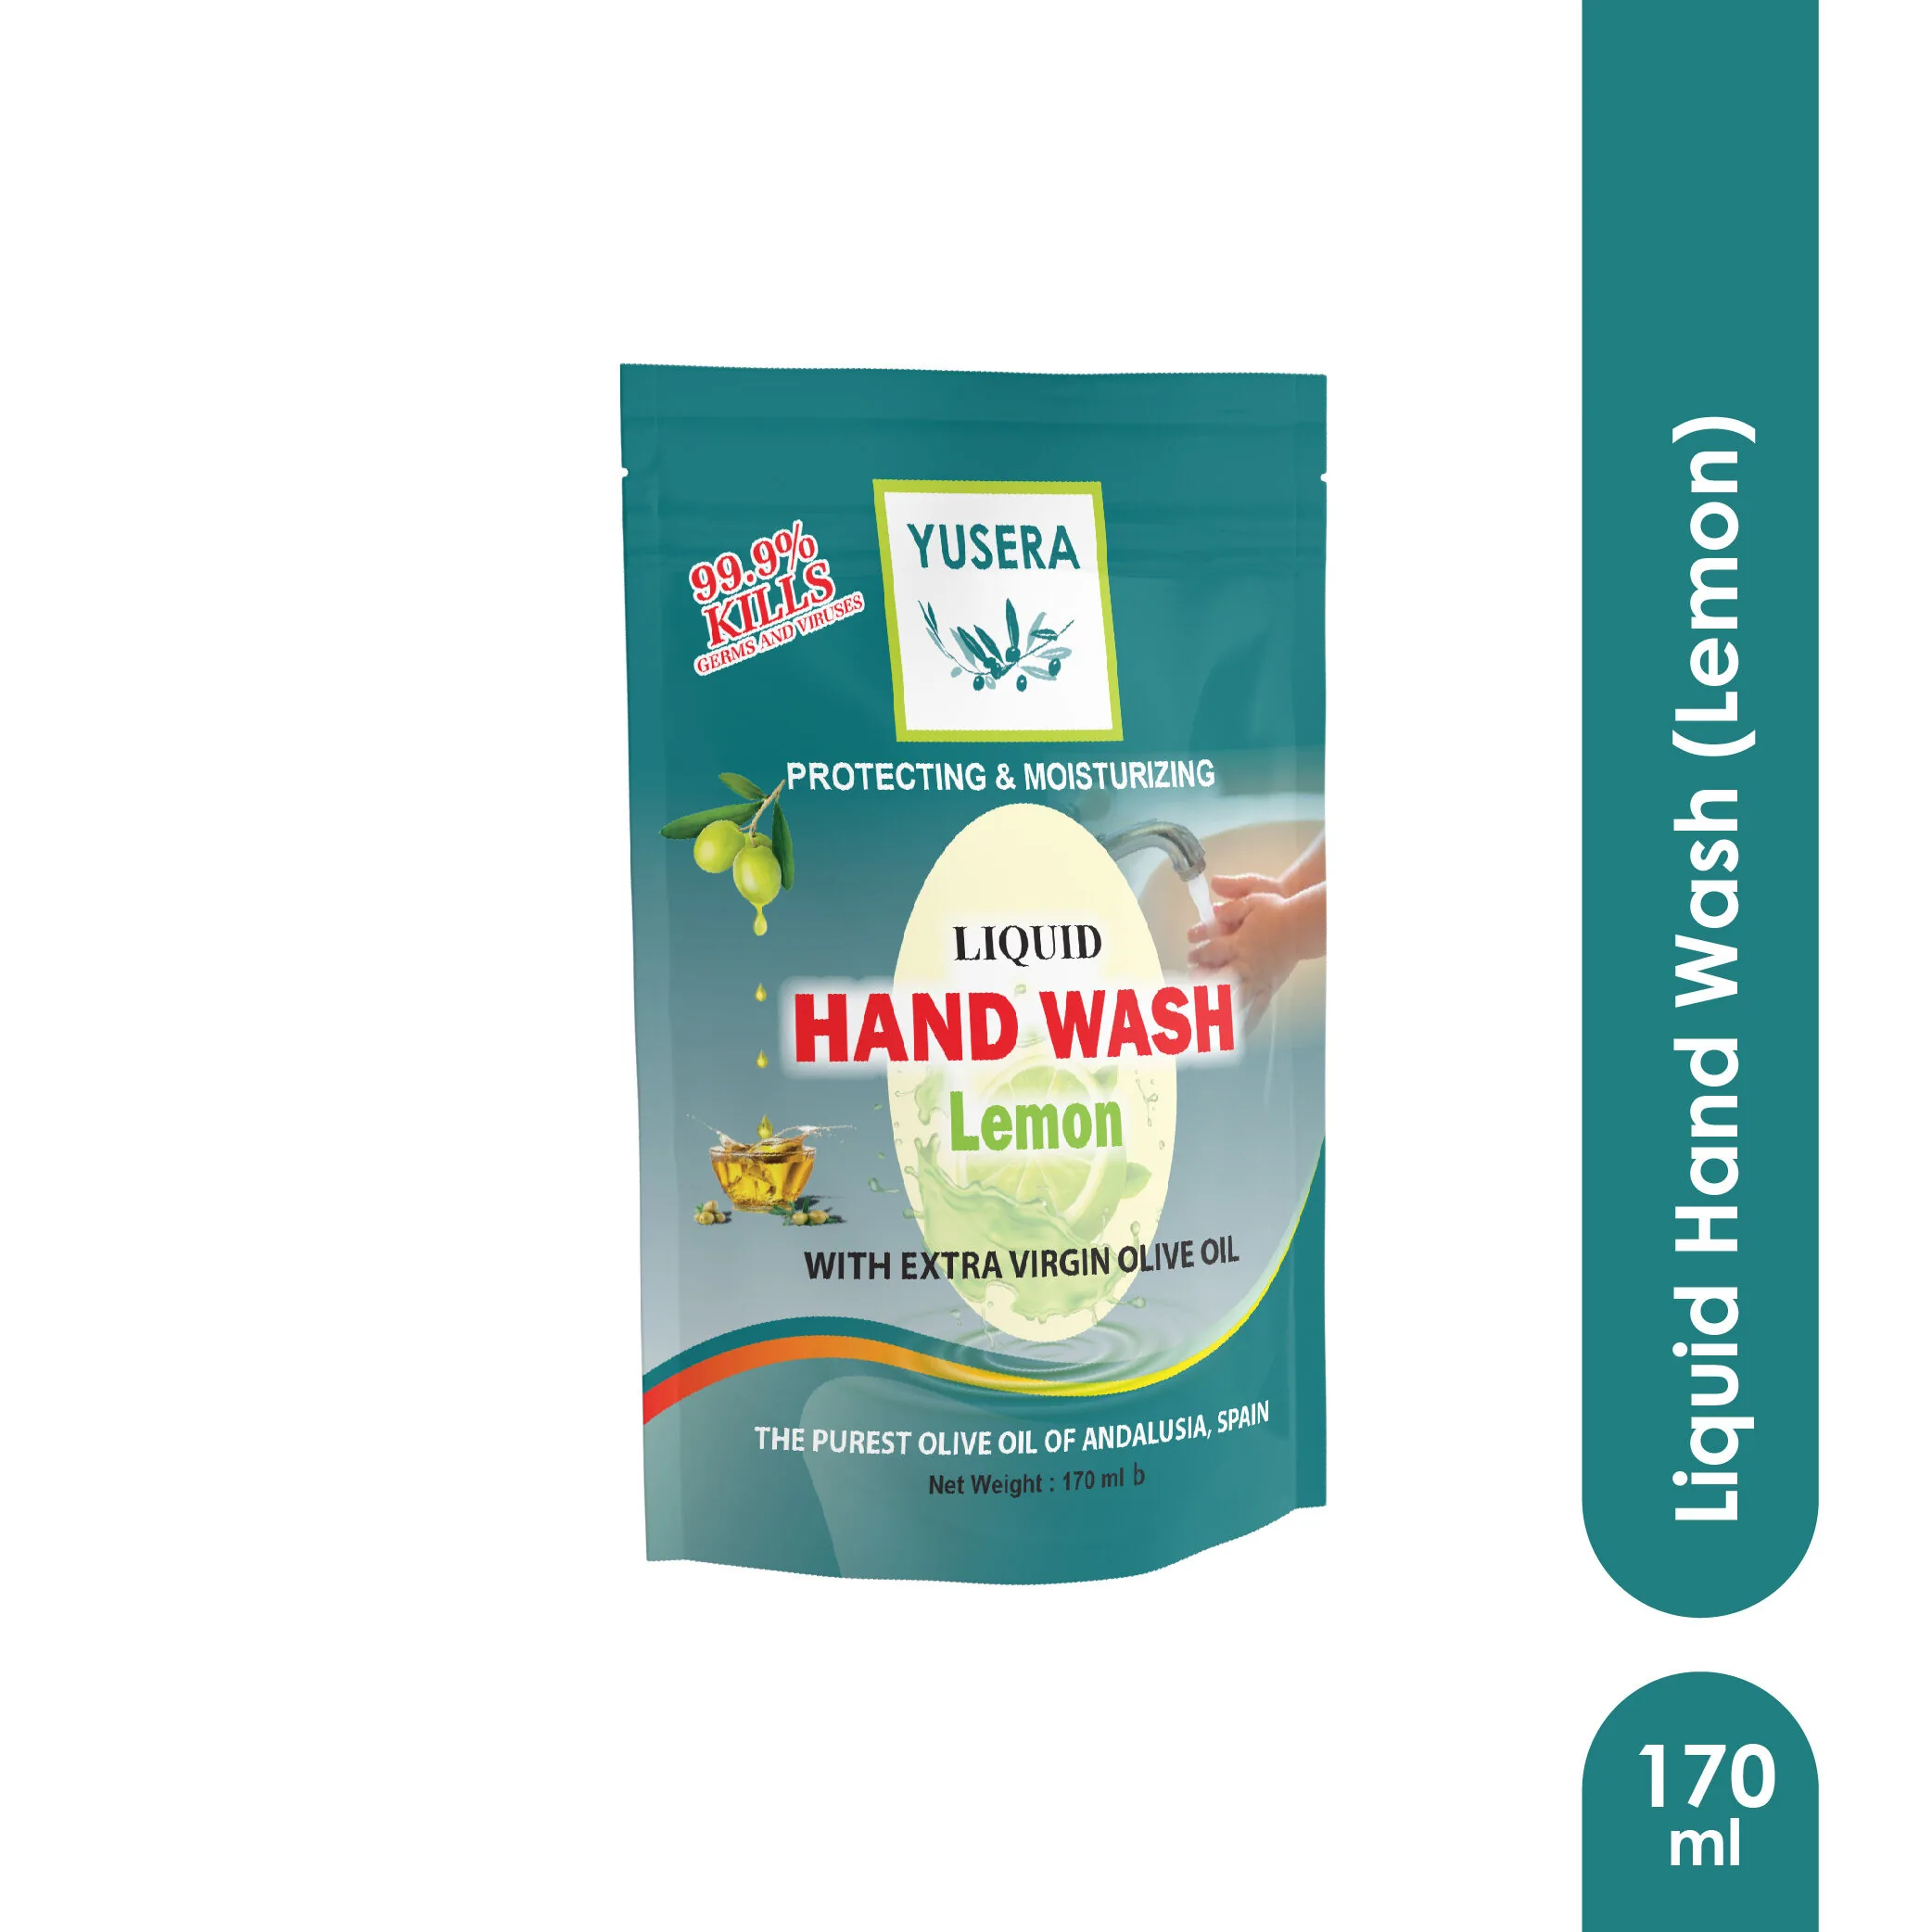 YUSERA
99.9%
KILLS
GERMS AND VIRUSES
PROTECTING & MOISTURIZING
LIQUID
HAND WASH
Lemon
WITH EXTRA VIRGIN OLIVE OIL
THE PUREST OLIVE OIL OF ANDALUSIA, SPAIN
Net Weight : 170 ml b
Liquid Hand Wash (Lemon)
170
ml